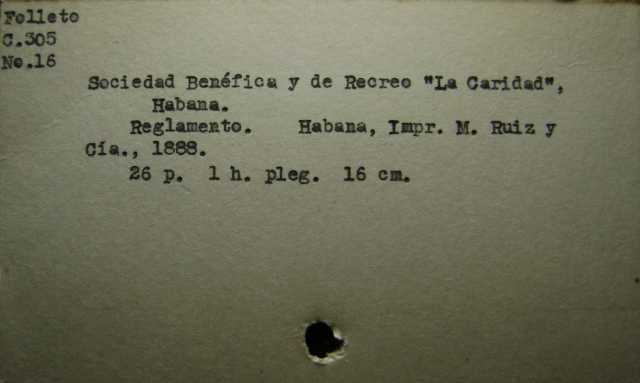 Folleto
C.305
No.16
Sociedad Benéfica y de Recreo "La Caridad",
Habana.
Reglamento. Habana, Impr. M. Ruiz y
Cía., 1888.
26 p. 1 h. pleg. 16 cm.